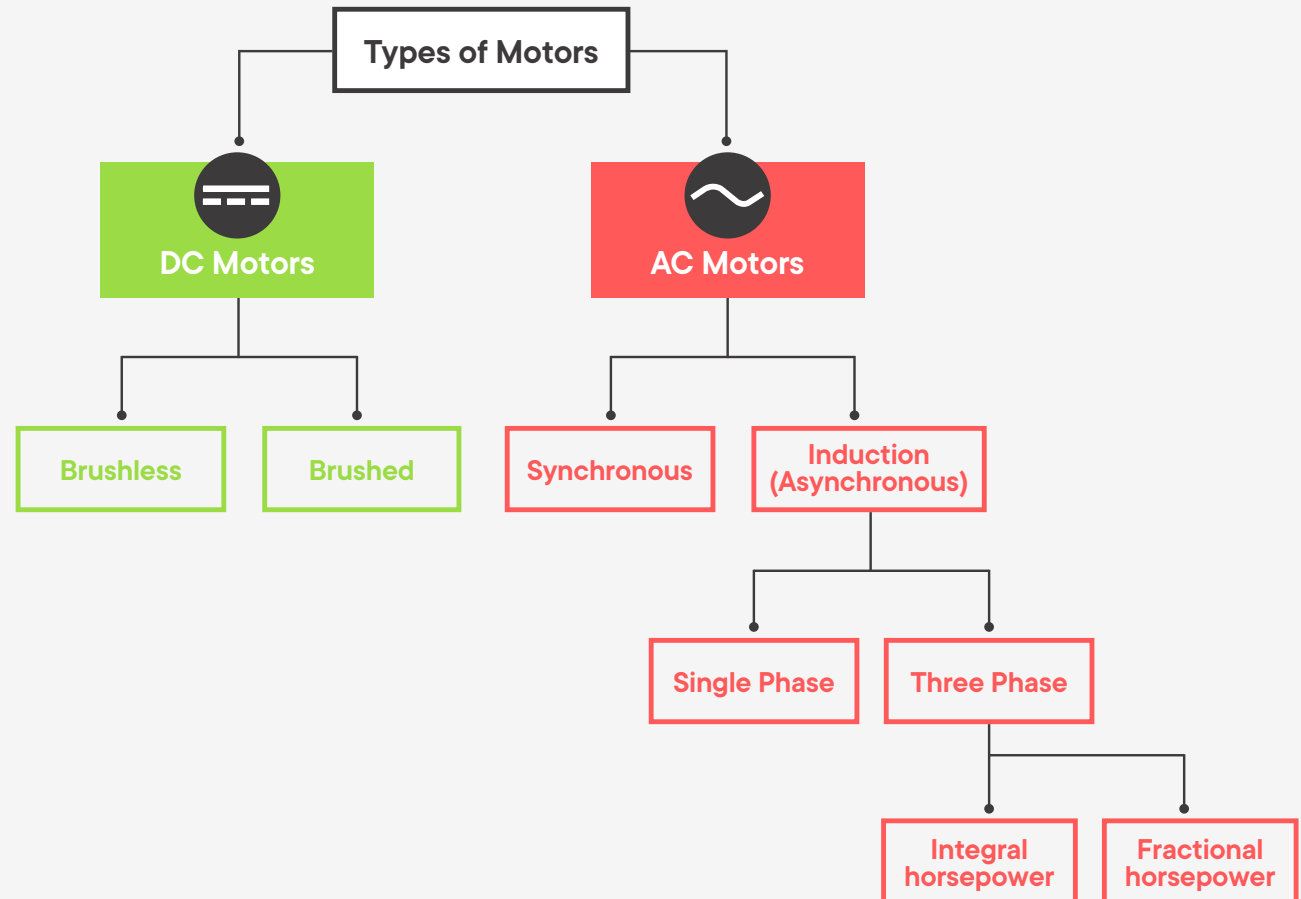 Types of Motors
DC Motors
AC Motors
Brushless
Brushed
Synchronous
Induction
(Asynchronous)
Single Phase
Three Phase
Integral
horsepower
Fractional
horsepower